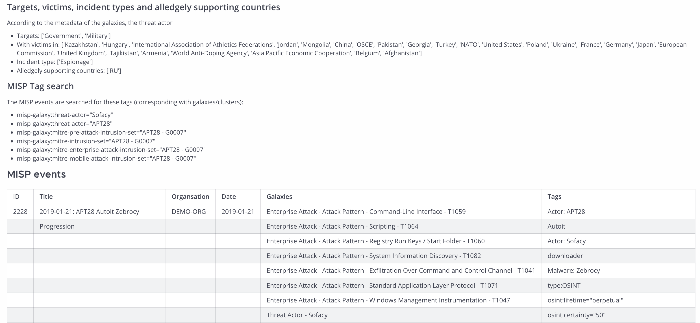 Targets, victims, incident types and alledgely supporting countries
According to the metadata of the galaxies, the threat actor
Targets: ['Government', 'Military']
With victims in: ['Kazakhstan', 'Hungary', 'International Association of Athletics Federations', 'Jordan', 'Mongolia', 'China', 'OSCE', 'Pakistan', 'Georgia', 'Turkey', 'NATO', 'United States', 'Poland', 'Ukraine', 'France', 'Germany', 'Japan', 'European
Commission', 'United Kingdom', 'Tajikistan', 'Armenia', 'World Anti-Doping Agency', 'Asia Pacific Economic Cooperation', 'Belgium', 'Afghanistan']
Incident type: ['Espionage']
Alledgely supporting countries: ['RU']
MISP Tag search
The MISP events are searched for these tags (corresponding with galaxies/clusters):
misp-galaxy:threat-actor="Sofacy"
misp-galaxy:threat-actor="APT28"
misp-galaxy:mitre-pre-attack-intrusion-set="APT28 - G0007"
misp-galaxy:mitre-intrusion-set="APT28 - G0007"
misp-galaxy:mitre-enterprise-attack-intrusion-set="APT28 - G0007
misp-galaxy:mitre-mobile-attack-intrusion-set="APT28 - G0007"
MISP events
ID Title Organsation Date Galaxies Tags
2228 2019-01-21: APT28 Autoit Zebrocy DEMO-ORG 2019-01-21 Enterprise Attack - Attack Pattern - Command-Line Interface - T1059 Actor: APT28
Progression Enterprise Attack - Attack Pattern - Scripting - T1064 AutoIt
Enterprise Attack - Attack Pattern - Registry Run Keys / Start Folder - T1060 Actor: Sofacy
Enterprise Attack - Attack Pattern - System Information Discovery - T1082 downloader
Enterprise Attack - Attack Pattern - Exfiltration Over Command and Control Channel - T1041 Malware: Zebrocy
Enterprise Attack - Attack Pattern - Standard Application Layer Protocol - T1071 type:OSINT
Enterprise Attack - Attack Pattern - Windows Management Instrumentation - T1047 osint:lifetime="perpetual"
Threat Actor - Sofacy osint:certainty="50"